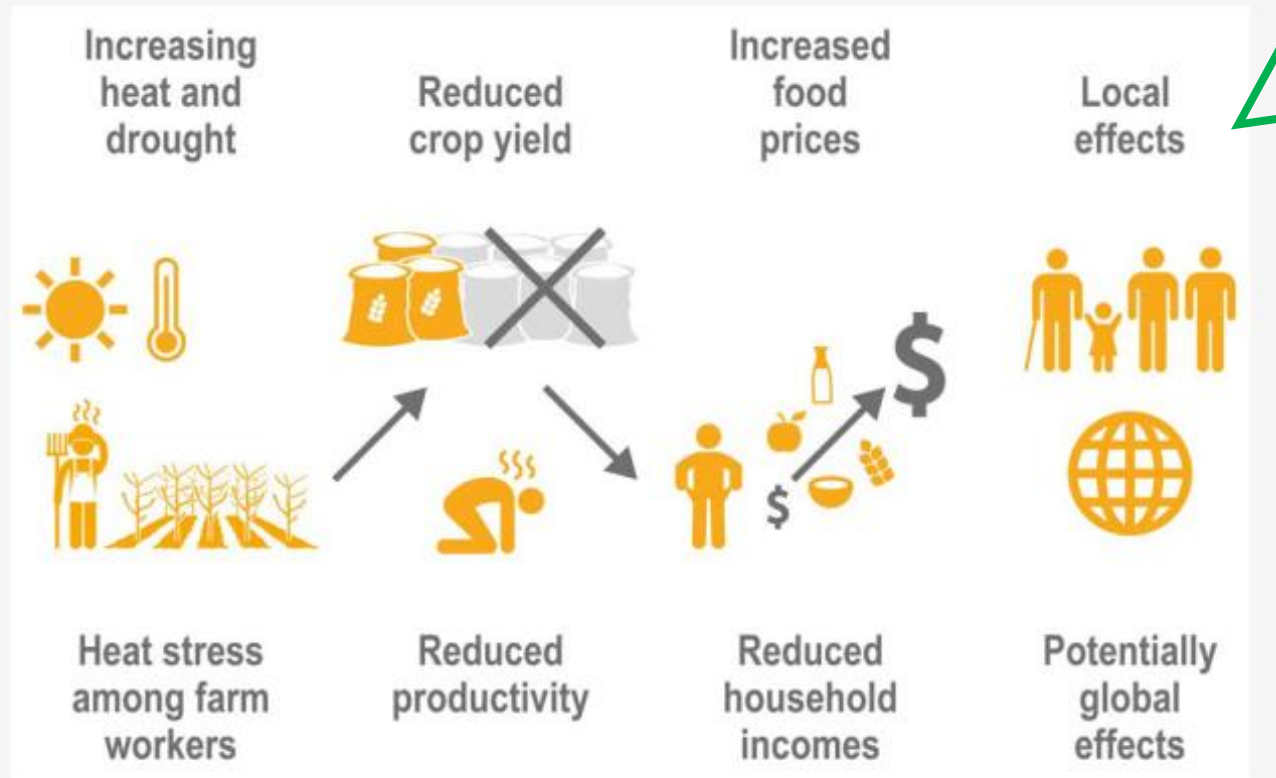 Increasing
heat and
drought
Reduced
crop yield
Increased
food
prices
Local
effects
$
$
Heat stress
among farm
workers
Reduced
productivity
Reduced
household
incomes
Potentially
global
effects